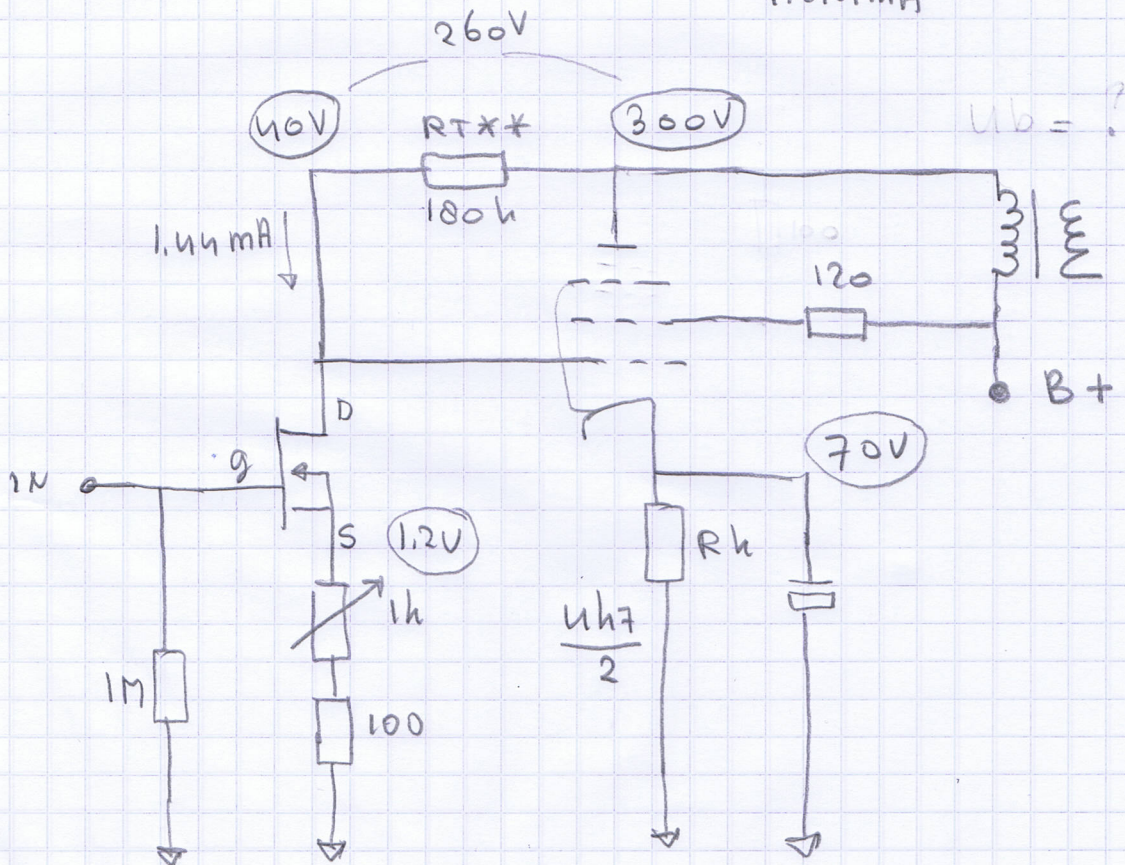 260V
40V
RT**
300V
Ub = ?
180k
1.44mA
120
B+
D
g
IN
S
1.2V
70V
1k
Rk
4k7
2
1M
100